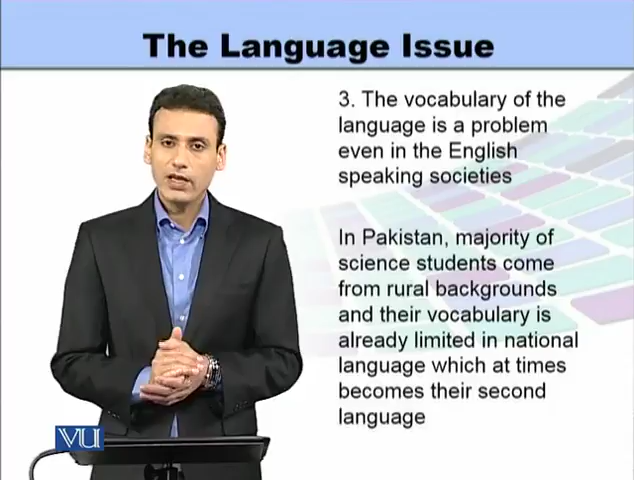 The Language Issue
3. The vocabulary of the
language is a problem
even in the English
speaking societies
In Pakistan, majority of
science students come
from rural backgrounds
and their vocabulary is
already limited in national
language which at times
becomes their second
language
VU